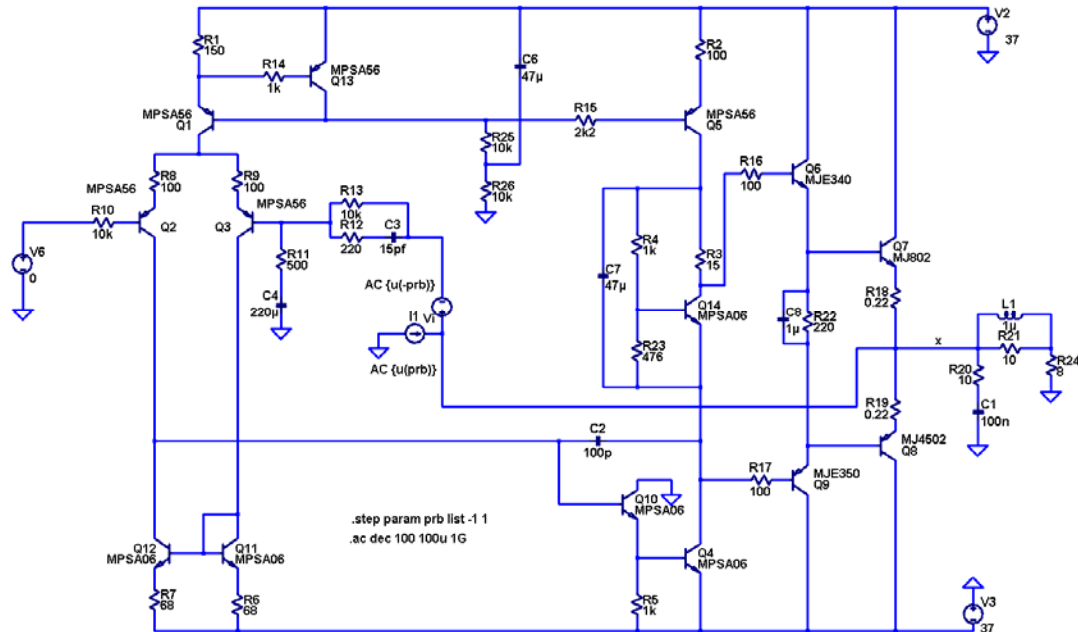 V2
37
R1
150
R14
1k
MPSA56
Q13
C6
47µ
R2
100
MPSA56
Q1
R15
2k2
MPSA56
Q5
R25
10k
R26
10k
R8
100
R9
100
MPSA56
MPSA56
R10
10k
Q2
Q3
R13
10k
R12
220
C3
15pf
R16
100
Q6
MJE340
V6
0
R11
500
C4
220µ
R4
1k
R3
15
C7
47µ
Q14
MPSA06
R23
476
Q7
MJ802
R18
0.22
C8
1µ
R22
220
AC {u(-prb)}
I1
Vi
AC {u(prb)}
x
L1
1µ
R21
10
R24
8
R20
10
C1
100n
R19
0.22
MJ4502
Q8
C2
100p
R17
100
MJE350
Q9
Q10
MPSA06
.step param prb list -1 1
.ac dec 100 100u 1G
Q12
MPSA06
Q11
MPSA06
Q4
MPSA06
R7
68
R6
68
R5
1k
V3
37